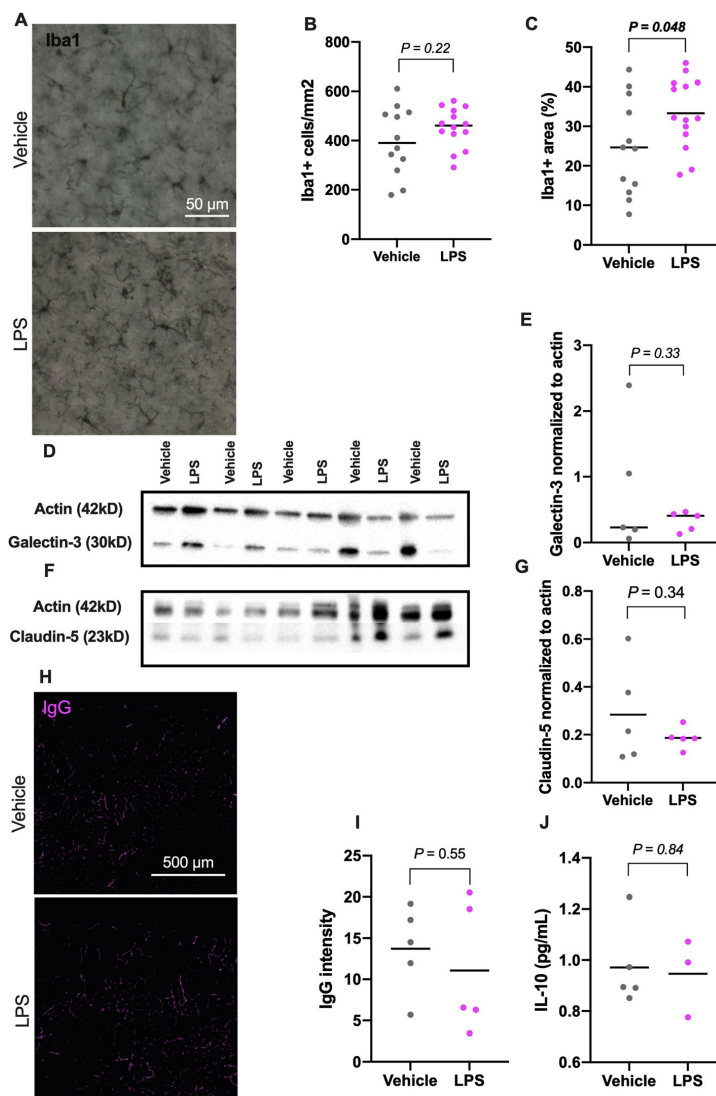 A
Iba1
Vehicle
50 µm
LPS
B
P = 0.22
Iba1+ cells/mm2
800
600
400
200
0
Vehicle LPS
C
P = 0.048
Iba1+ area (%)
50
40
30
20
10
0
Vehicle LPS
D
Vehicle LPS Vehicle LPS Vehicle LPS Vehicle LPS Vehicle LPS
Actin (42kD)
Galectin-3 (30kD)
E
P = 0.33
Galectin-3 normalized to actin
3
2
1
0
Vehicle LPS
F
Actin (42kD)
Claudin-5 (23kD)
G
P = 0.34
Claudin-5 normalized to actin
0.8
0.6
0.4
0.2
0.0
Vehicle LPS
H
IgG
Vehicle
500 µm
LPS
I
P = 0.55
IgG intensity
25
20
15
10
5
0
Vehicle LPS
J
P = 0.84
IL-10 (pg/mL)
1.4
1.2
1.0
0.8
0.6
Vehicle LPS